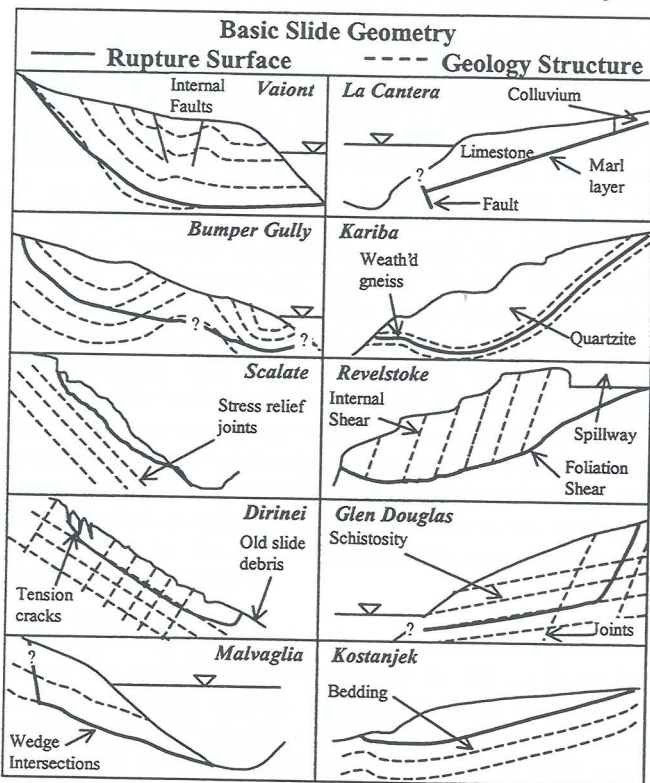 Basic Slide Geometry
Rupture Surface
Geology Structure
Internal
Faults
Vaiont
La Cantera
Colluvium
Limestone
?
Marl
layer
Fault
Bumper Gully
?
?
Kariba
Weath'd
gneiss
Quartzite
Scalate
Stress relief
joints
Revelstoke
Internal
Shear
Spillway
Foliation
Shear
Dirinei
Old slide
debris
Tension
cracks
Glen Douglas
Schistosity
?
Joints
Malvaglia
?
Wedge
Intersections
Kostanjek
Bedding